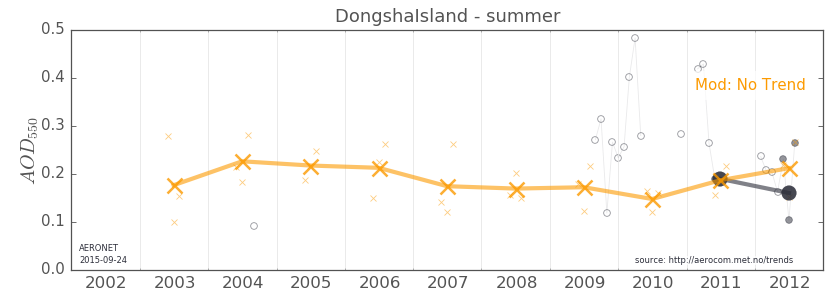 DongshaIsland - summer
0.5
0.4
0.3
0.2
0.1
0.0
AOD550
Mod: No Trend
AERONET
2015-09-24
source: http://aerocom.met.no/trends
2002 2003 2004 2005 2006 2007 2008 2009 2010 2011 2012